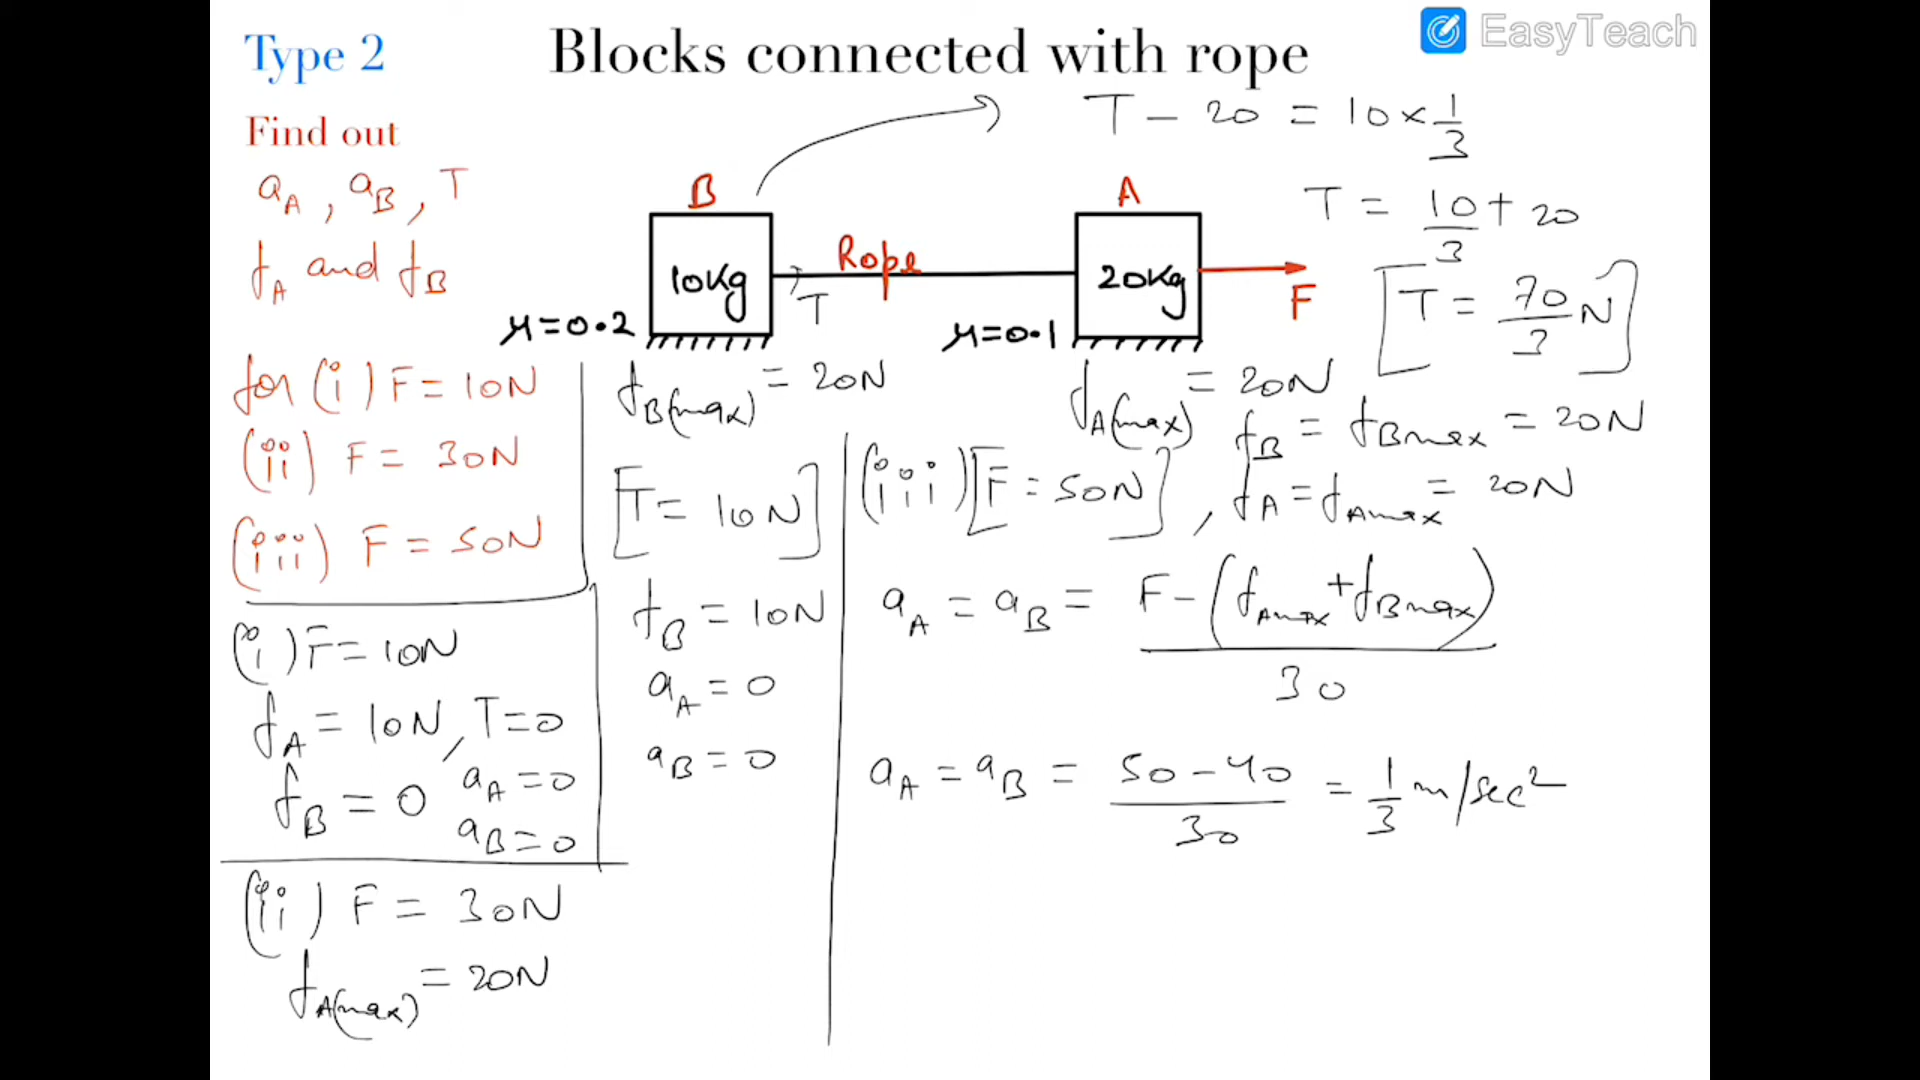 Type 2
Blocks connected with rope
EasyTeach
Find out
a_A, a_B, T
f_A and f_B
for (i) F = 10N
(ii) F = 30N
(iii) F = 50N
B
10Kg
μ=0.2
T
Rope
A
20Kg
μ=0.1
F
T - 20 = 10 × 1/3
T = 10/3 + 20
[T = 70/3 N]
f_B(max) = 20N
f_A(max) = 20N
(i) F = 10N
f_A = 10N, T=0
f_B = 0
a_A = 0
a_B = 0
(ii) F = 30N
f_A(max) = 20N
[T = 10N]
f_B = 10N
a_A = 0
a_B = 0
(iii) [F = 50N], f_B = f_Bmax = 20N
f_A = f_Amax = 20N
a_A = a_B = F - (f_Amax + f_Bmax) / 30
a_A = a_B = 50 - 40 / 30 = 1/3 m/sec²